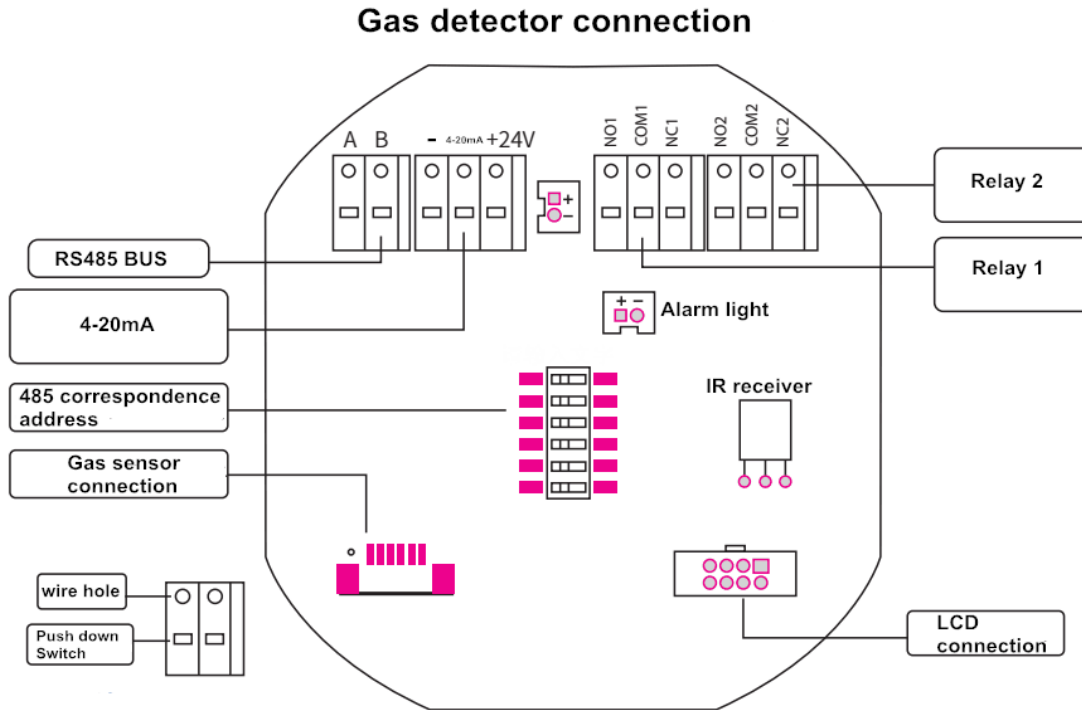 Gas detector connection
A B - 4-20mA +24V
NO1 COM1 NC1 NO2 COM2 NC2
+
−
Relay 2
RS485 BUS
Relay 1
4-20mA
+ −
Alarm light
485 correspondence
address
IR receiver
Gas sensor
connection
wire hole
Push down
Switch
LCD
connection